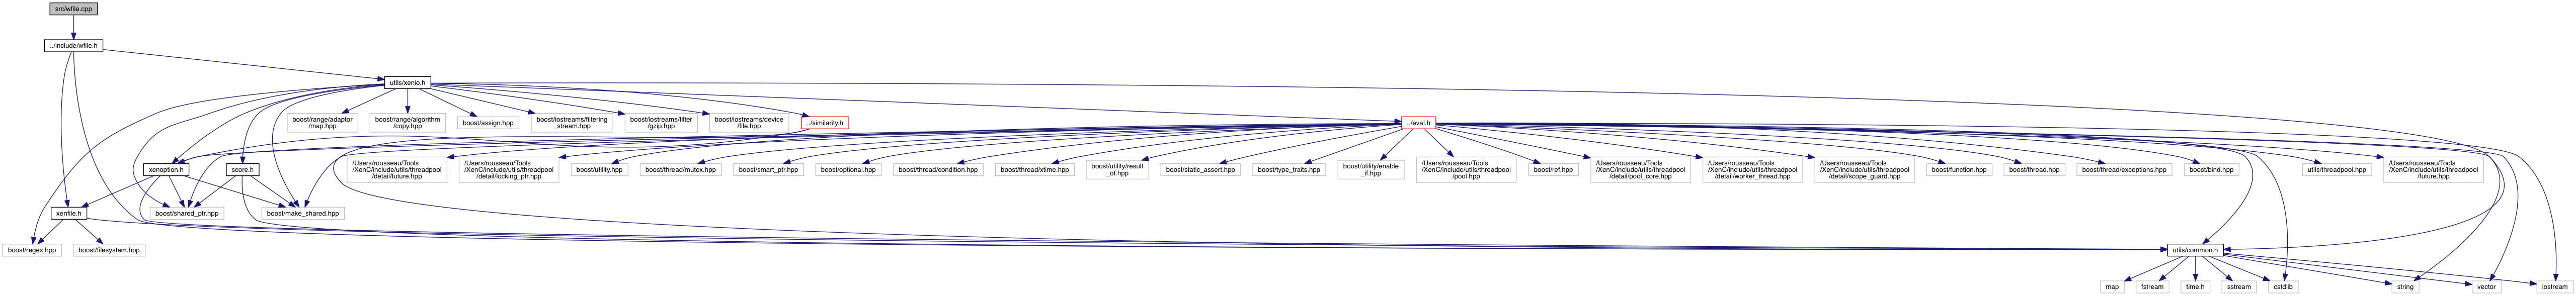 src/wfile.cpp
../include/wfile.h
utils/xenio.h
boost/range/adaptor
/map.hpp
boost/range/algorithm
/copy.hpp
boost/assign.hpp
boost/iostreams/filtering
_stream.hpp
boost/iostreams/filter
/gzip.hpp
boost/iostreams/device
/file.hpp
../similarity.h
../eval.h
xenoption.h
score.h
/Users/rousseau/Tools
/XenC/include/utils/threadpool
/detail/future.hpp
/Users/rousseau/Tools
/XenC/include/utils/threadpool
/detail/locking_ptr.hpp
boost/utility.hpp
boost/thread/mutex.hpp
boost/smart_ptr.hpp
boost/optional.hpp
boost/thread/condition.hpp
boost/thread/xtime.hpp
boost/utility/result
_of.hpp
boost/static_assert.hpp
boost/type_traits.hpp
boost/utility/enable
_if.hpp
/Users/rousseau/Tools
/XenC/include/utils/threadpool
/pool.hpp
boost/ref.hpp
/Users/rousseau/Tools
/XenC/include/utils/threadpool
/detail/pool_core.hpp
/Users/rousseau/Tools
/XenC/include/utils/threadpool
/detail/worker_thread.hpp
/Users/rousseau/Tools
/XenC/include/utils/threadpool
/detail/scope_guard.hpp
boost/function.hpp
boost/thread.hpp
boost/thread/exceptions.hpp
boost/bind.hpp
utils/threadpool.hpp
/Users/rousseau/Tools
/XenC/include/utils/threadpool
/future.hpp
xenfile.h
boost/shared_ptr.hpp
boost/make_shared.hpp
boost/regex.hpp
boost/filesystem.hpp
utils/common.h
map
fstream
time.h
sstream
cstdlib
string
vector
iostream